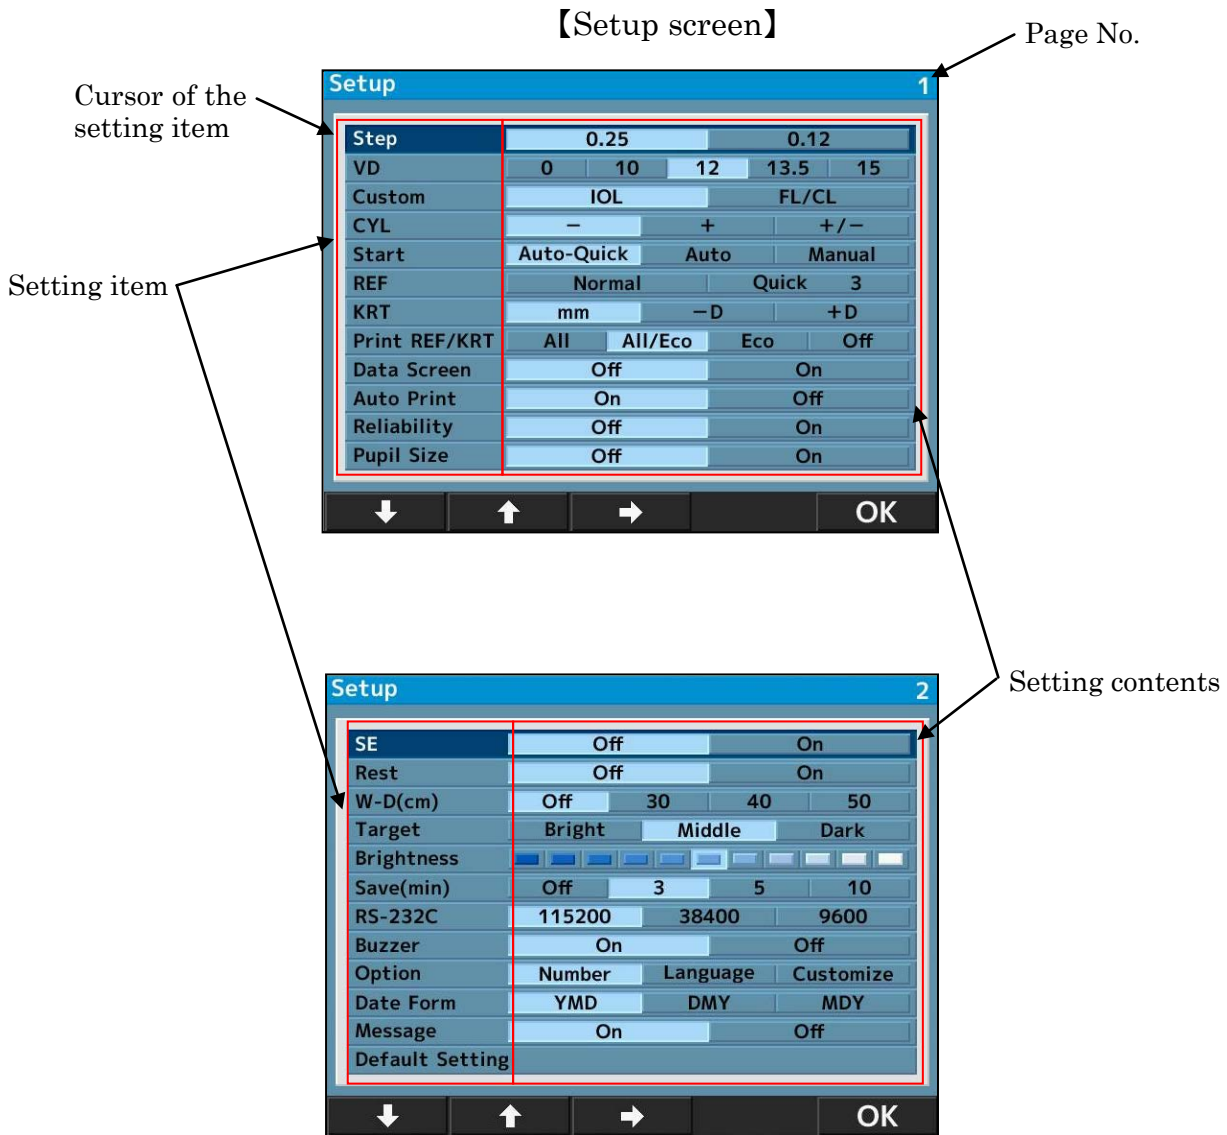 【Setup screen】
Page No.
Cursor of the
setting item
Setting item
Setting contents
Setup 1
Step 0.25 0.12
VD 0 10 12 13.5 15
Custom IOL FL/CL
CYL − + +/−
Start Auto-Quick Auto Manual
REF Normal Quick 3
KRT mm −D +D
Print REF/KRT All All/Eco Eco Off
Data Screen Off On
Auto Print On Off
Reliability Off On
Pupil Size Off On
OK
Setup 2
SE Off On
Rest Off On
W-D(cm) Off 30 40 50
Target Bright Middle Dark
Brightness
Save(min) Off 3 5 10
RS-232C 115200 38400 9600
Buzzer On Off
Option Number Language Customize
Date Form YMD DMY MDY
Message On Off
Default Setting
OK